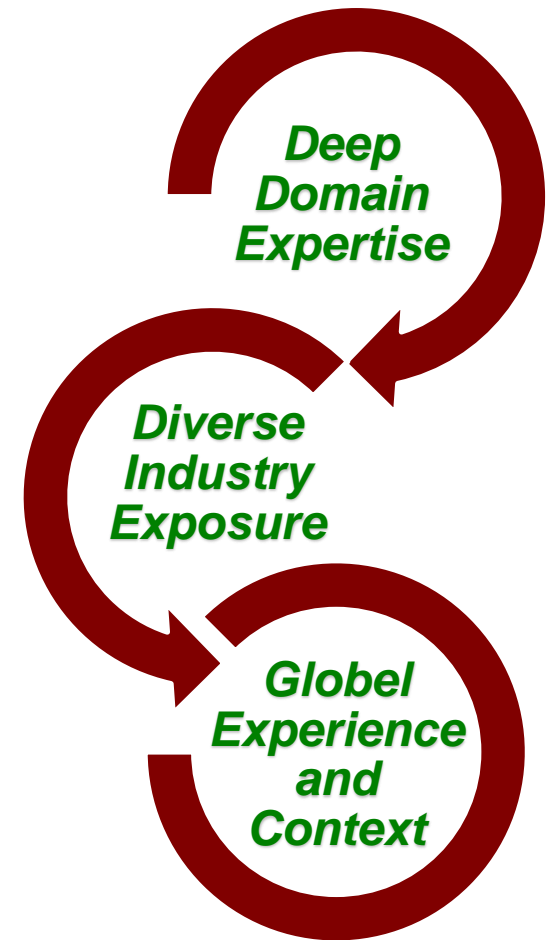 Deep
Domain
Expertise
Diverse
Industry
Exposure
Globel
Experience
and
Context